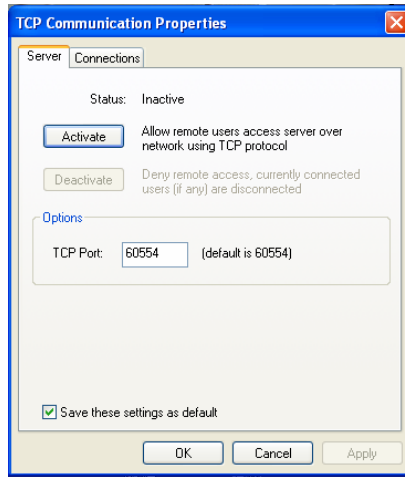 TCP Communication Properties
Server Connections
Status: Inactive
Activate Allow remote users access server over
network using TCP protocol
Deactivate Deny remote access, currently connected
users (if any) are disconnected
Options
TCP Port: 60554 (default is 60554)
Save these settings as default
OK Cancel Apply